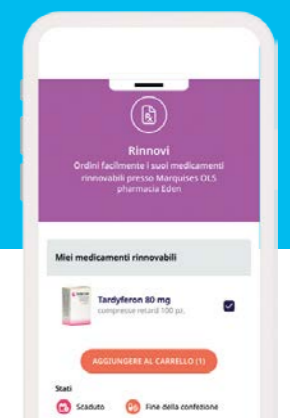 Rinnovi
Ordini facilmente i suoi medicamenti
rinnovabili presso Marquises OLS
pharmacia Eden
Miei medicamenti rinnovabili
Tardyferon 80 mg
compresse retard 100 pz.
AGGIUNGERE AL CARRELLO (1)
Stati
Scaduto
Fine della confezione